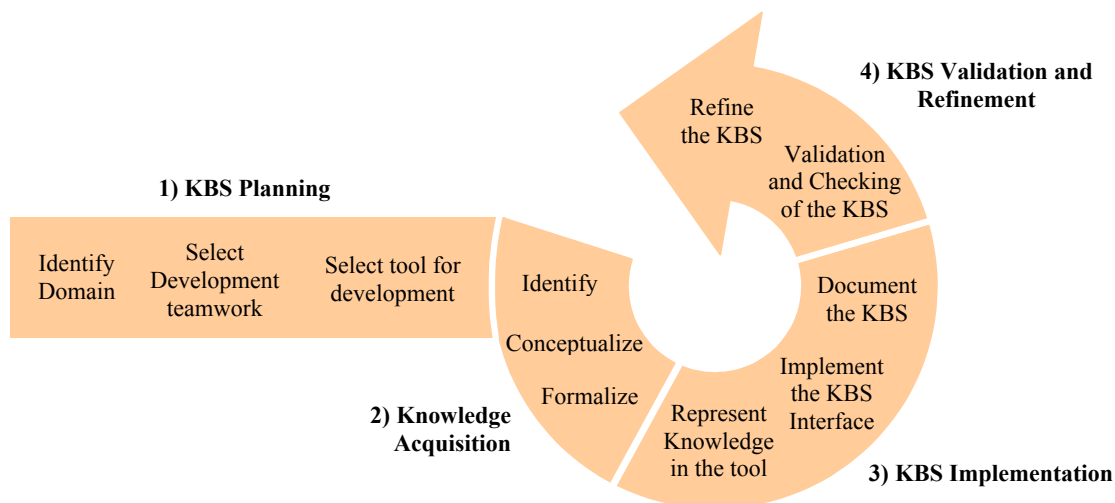 1) KBS Planning
Identify
Domain
Select
Development
teamwork
Select tool for
development
2) Knowledge
Acquisition
Identify
Conceptualize
Formalize
3) KBS Implementation
Represent
Knowledge
in the tool
Implement
the KBS
Interface
Document
the KBS
4) KBS Validation and
Refinement
Validation
and Checking
of the KBS
Refine
the KBS